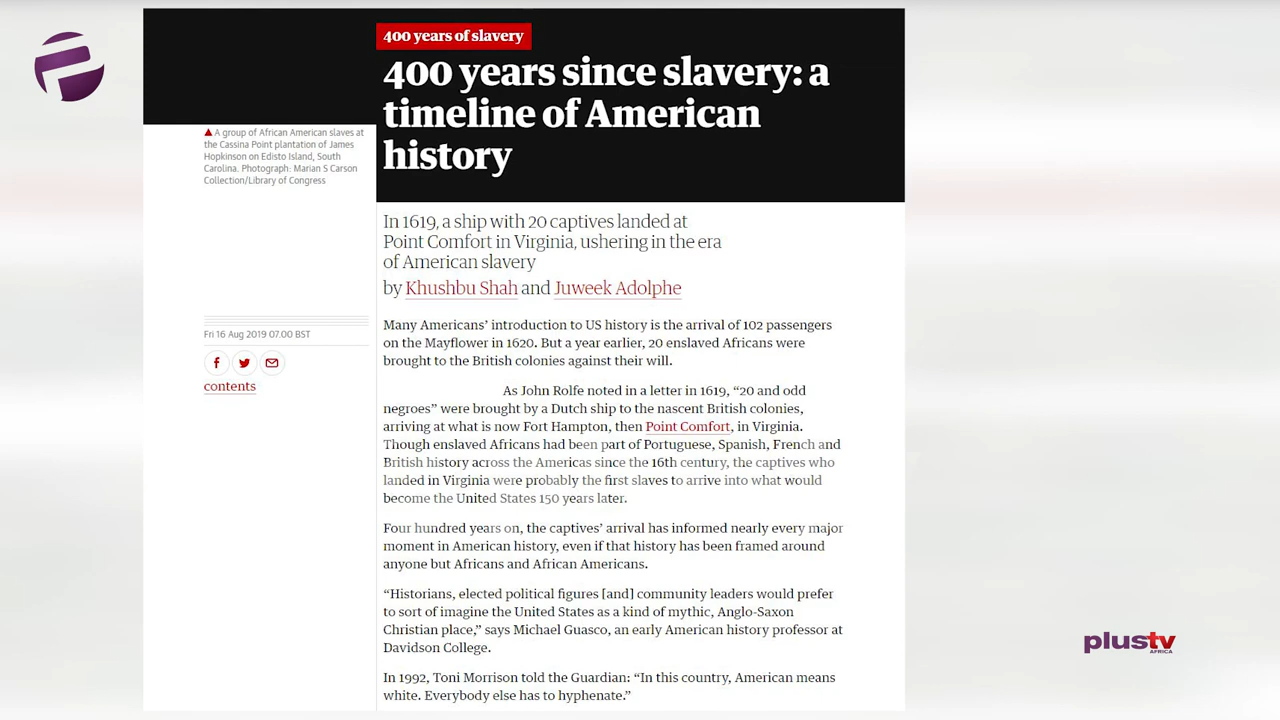 400 years of slavery
400 years since slavery: a
timeline of American
history
▲ A group of African American slaves at
the Cassina Point plantation of James
Hopkinson on Edisto Island, South
Carolina. Photograph: Marian S Carson
Collection/Library of Congress
In 1619, a ship with 20 captives landed at
Point Comfort in Virginia, ushering in the era
of American slavery
by Khushbu Shah and Juweek Adolphe
Fri 16 Aug 2019 07.00 BST
contents
Many Americans’ introduction to US history is the arrival of 102 passengers
on the Mayflower in 1620. But a year earlier, 20 enslaved Africans were
brought to the British colonies against their will.
As John Rolfe noted in a letter in 1619, “20 and odd
negroes” were brought by a Dutch ship to the nascent British colonies,
arriving at what is now Fort Hampton, then Point Comfort, in Virginia.
Though enslaved Africans had been part of Portuguese, Spanish, French and
British history across the Americas since the 16th century, the captives who
landed in Virginia were probably the first slaves to arrive into what would
become the United States 150 years later.
Four hundred years on, the captives’ arrival has informed nearly every major
moment in American history, even if that history has been framed around
anyone but Africans and African Americans.
“Historians, elected political figures [and] community leaders would prefer
to sort of imagine the United States as a kind of mythic, Anglo-Saxon
Christian place,” says Michael Guasco, an early American history professor at
Davidson College.
In 1992, Toni Morrison told the Guardian: “In this country, American means
white. Everybody else has to hyphenate.”
plustv
AFRICA